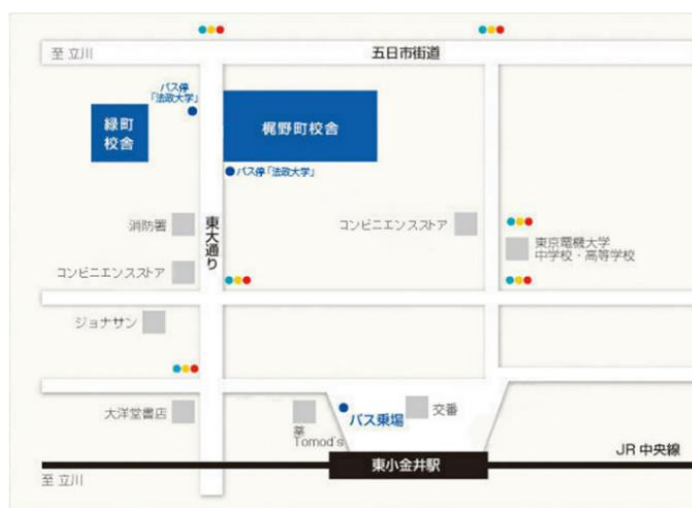 至 立川
五日市街道
バス停
「法政大学」
緑町
校舎
梶野町校舎
バス停「法政大学」
消防署
東大通り
コンビニエンスストア
東京電機大学
中学校・高等学校
コンビニエンスストア
ジョナサン
大洋堂書店
薬
Tomod's
バス乗場
交番
JR 中央線
東小金井駅
至 立川